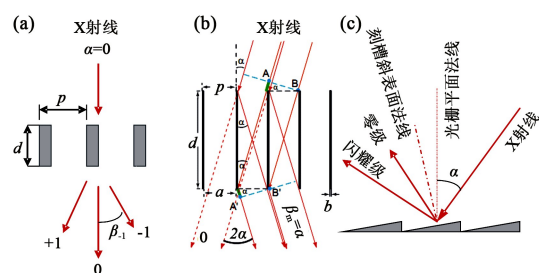 (a)
X射线
α=0
p
d
+1
β-1
-1
0
(b)
X射线
α
p
A
B
α
d
α
α
a
α
B'
A'
0
2α
βm=α
b
(c)
刻槽斜表面法线
零级
闪耀级
光栅平面法线
X射线
α